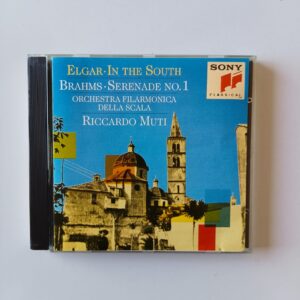 ELGAR·IN THE SOUTH
BRAHMS·SERENADE NO.1
ORCHESTRA FILARMONICA
DELLA SCALA
RICCARDO MUTI
SONY
CLASSICAL